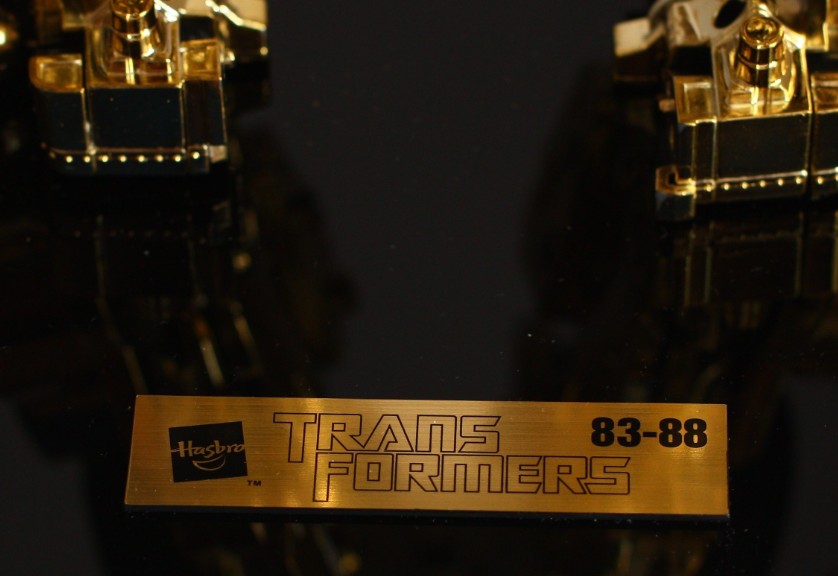 Hasbro
TM
TRANS
FORMERS
83-88